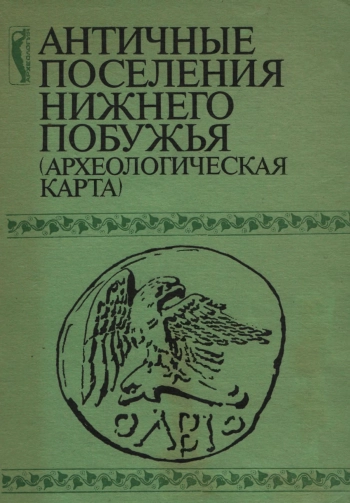 АНТИЧНЫЕ
ПОСЕЛЕНИЯ
НИЖНЕГО
ПОБУЖЬЯ
(АРХЕОЛОГИЧЕСКАЯ
КАРТА)
ΟΛΒΙΟ